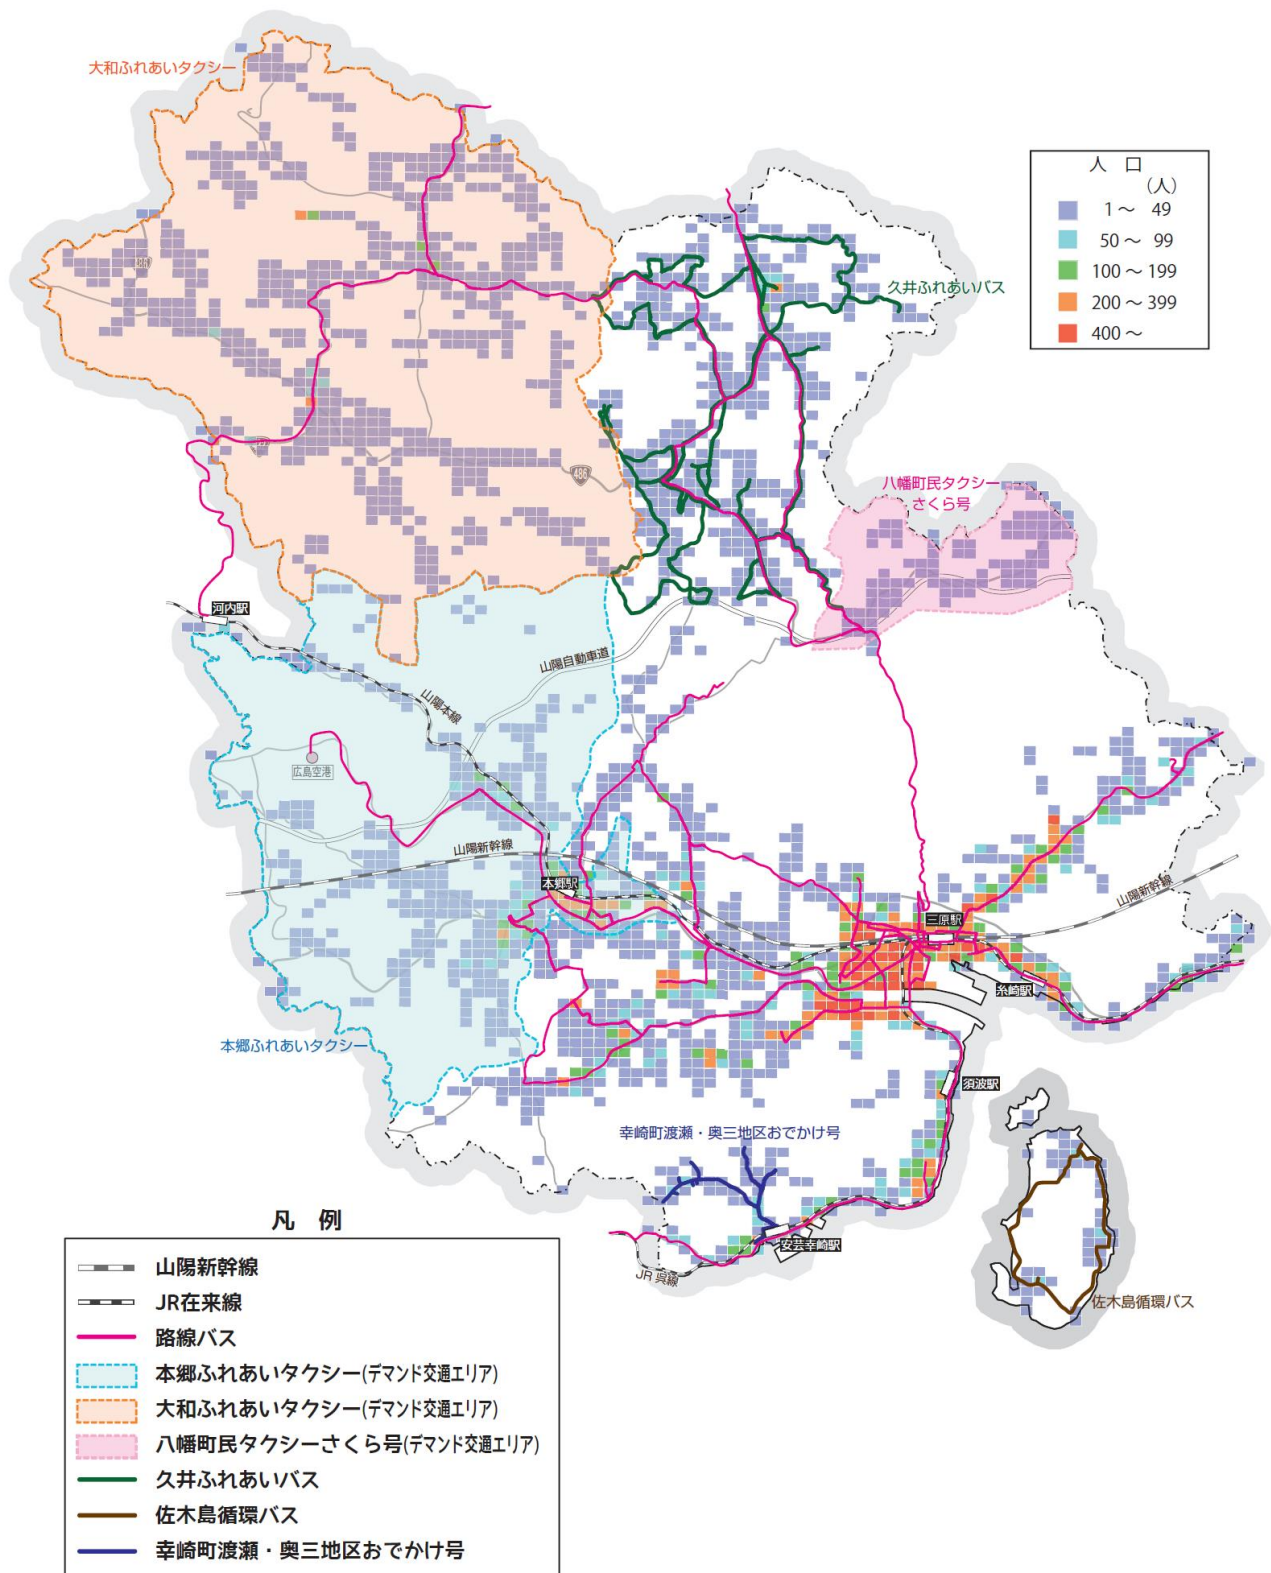 大和ふれあいタクシー
人 口
(人)
1～ 49
50～ 99
100～199
200～399
400～
久井ふれあいバス
486
八幡町民タクシー
さくら号
486
河内駅
山陽自動車道
山陽本線
広島空港
山陽新幹線
本郷駅
山陽新幹線
三原駅
糸崎駅
本郷ふれあいタクシー
須波駅
幸崎町渡瀬・奥三地区おでかけ号
安芸幸崎駅
JR 呉線
佐木島循環バス
凡 例
山陽新幹線
JR在来線
路線バス
本郷ふれあいタクシー(デマンド交通エリア)
大和ふれあいタクシー(デマンド交通エリア)
八幡町民タクシーさくら号(デマンド交通エリア)
久井ふれあいバス
佐木島循環バス
幸崎町渡瀬・奥三地区おでかけ号